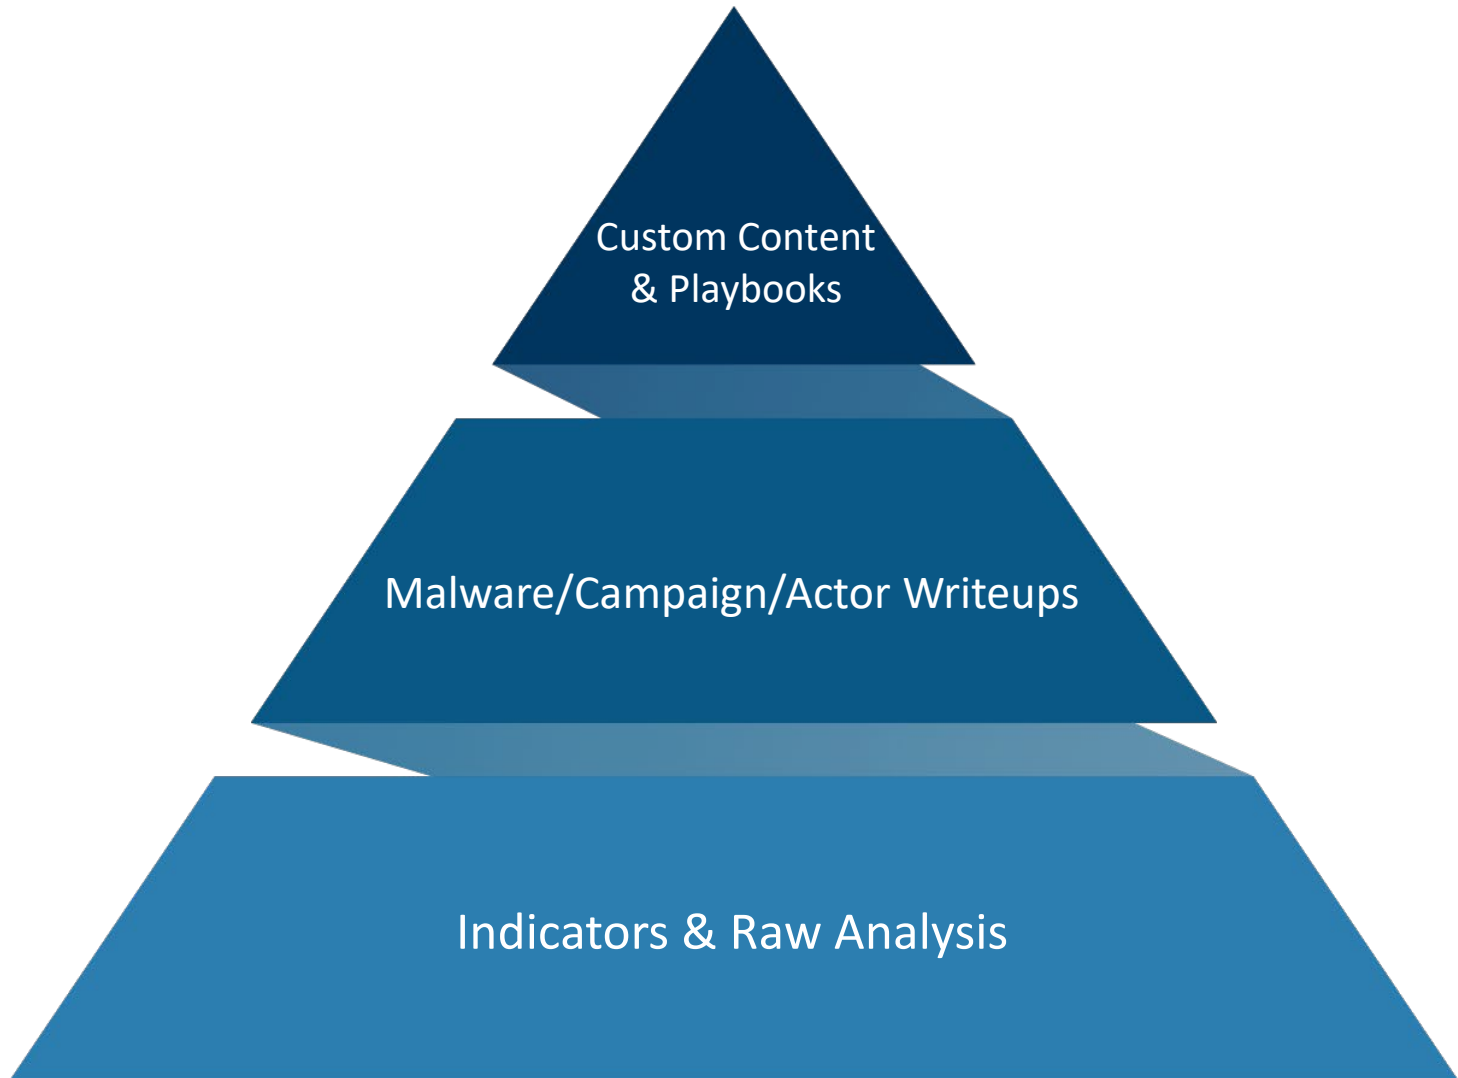 Custom Content
& Playbooks
Malware/Campaign/Actor Writeups
Indicators & Raw Analysis